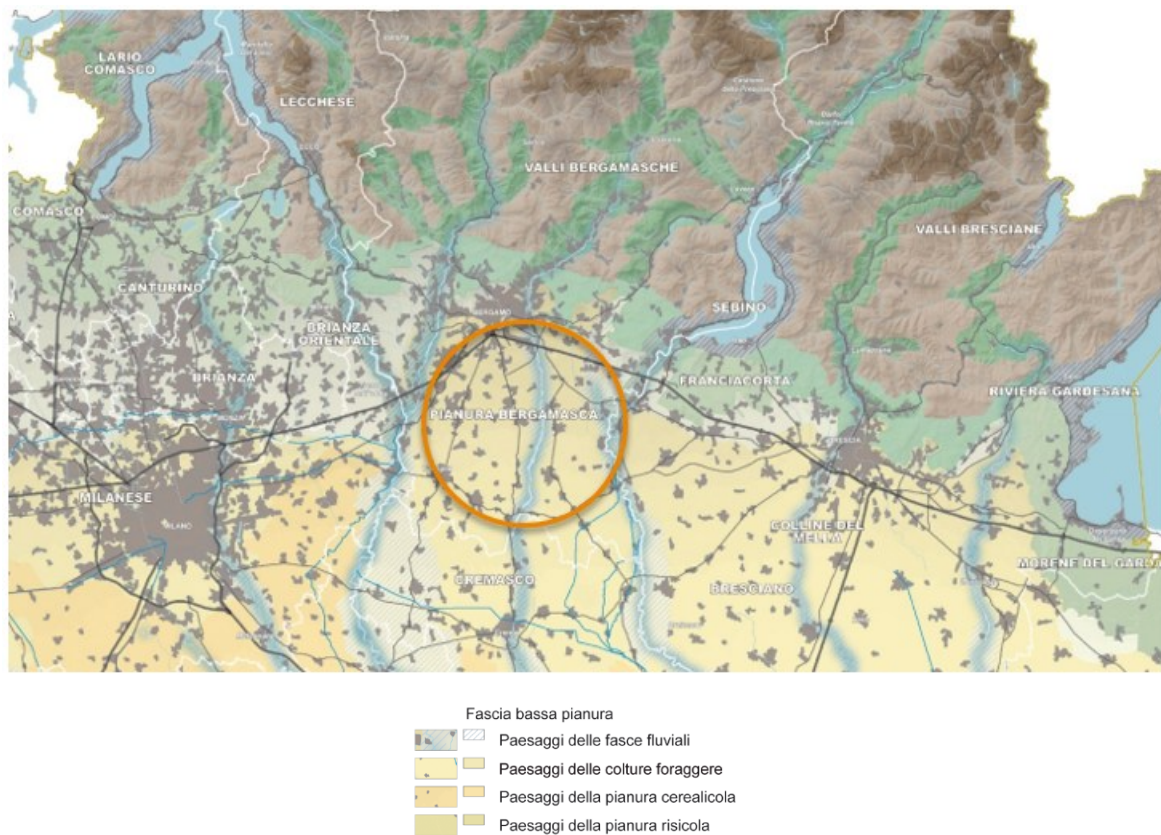 LARIO
COMASCO
LECCHESE
VALLI BERGAMASCHE
COMASCO
VALLI BRESCIANE
CANTURINO
SEBINO
BERGAMO
BRIANZA
ORIENTALE
BRIANZA
FRANCIACORTA
RIVIERA GARDESANA
PIANURA BERGAMASCA
BRESCIA
MILANESE
MILANO
COLLINE DEL
MELLA
MORENE DEL GARDA
CREMASCO
BRESCIANO
Fascia bassa pianura
Paesaggi delle fasce fluviali
Paesaggi delle colture foraggere
Paesaggi della pianura cerealicola
Paesaggi della pianura risicola